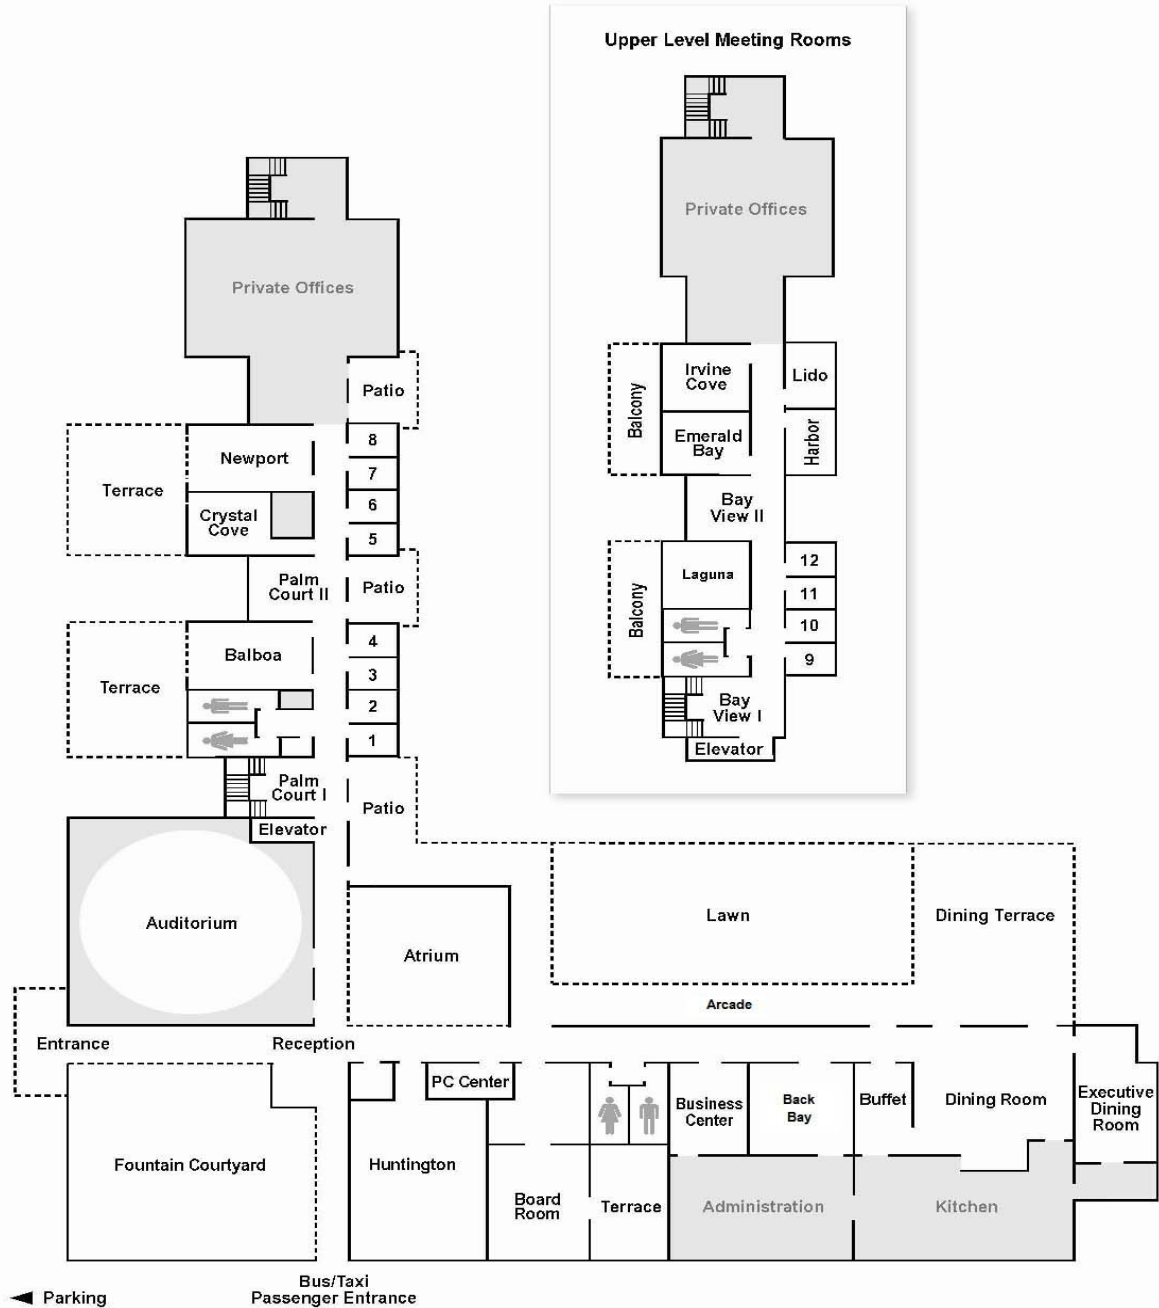 Upper Level Meeting Rooms
Private Offices
Irvine
Cove
Lido
Balcony
Emerald
Bay
Harbor
Bay
View II
Laguna
Balcony
12
11
10
9
Bay
View I
Elevator
Private Offices
Patio
Newport
Terrace
8
7
6
5
Crystal
Cove
Palm
Court II
Patio
Balboa
Terrace
4
3
2
1
Palm
Court I
Patio
Elevator
Auditorium
Atrium
Lawn
Dining Terrace
Arcade
Entrance
Reception
PC Center
Business
Center
Back
Bay
Buffet
Dining Room
Executive
Dining
Room
Fountain Courtyard
Huntington
Board
Room
Terrace
Administration
Kitchen
Bus/Taxi
Passenger Entrance
Parking